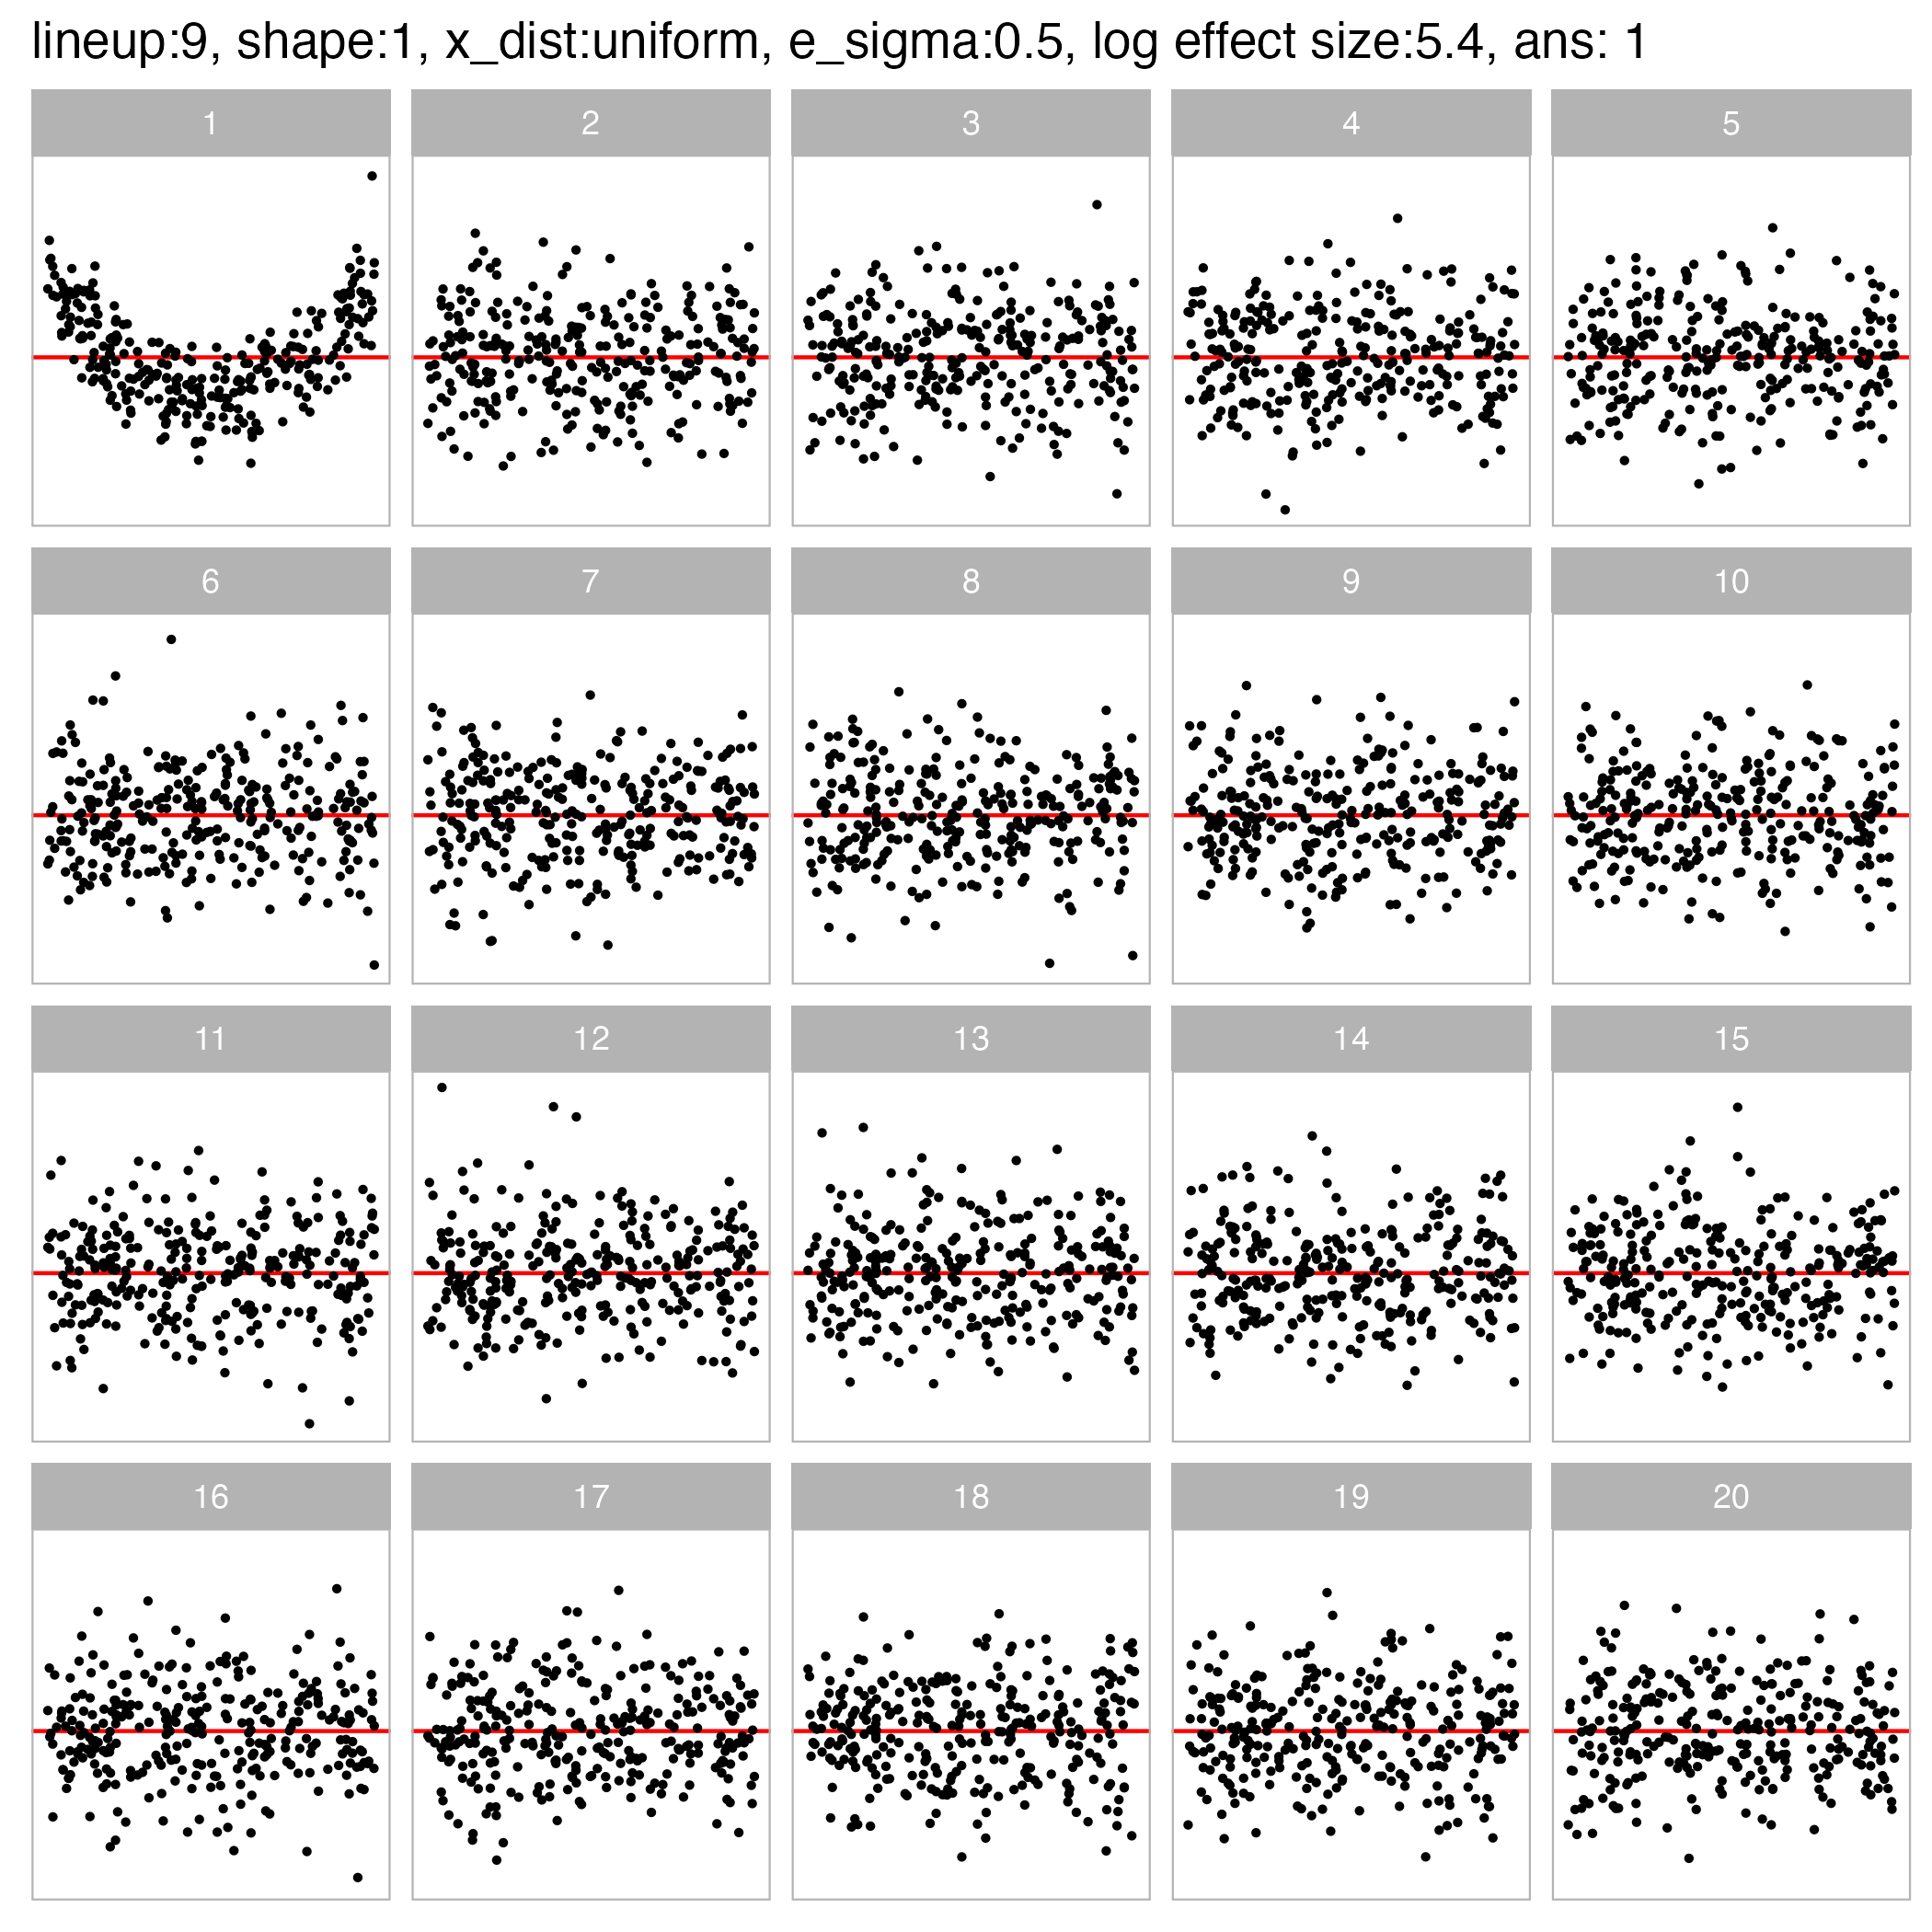 lineup:9, shape:1, x_dist:uniform, e_sigma:0.5, log effect size:5.4, ans: 1
1 2 3 4 5
6 7 8 9 10
11 12 13 14 15
16 17 18 19 20